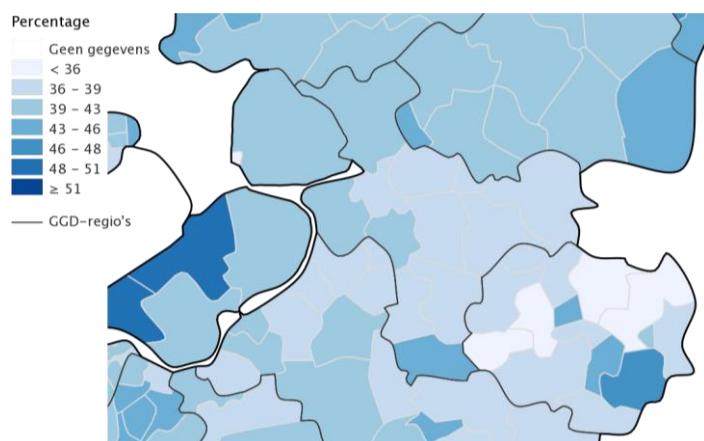 Percentage
Geen gegevens
< 36
36 – 39
39 – 43
43 – 46
46 – 48
48 – 51
≥ 51
GGD-regio's